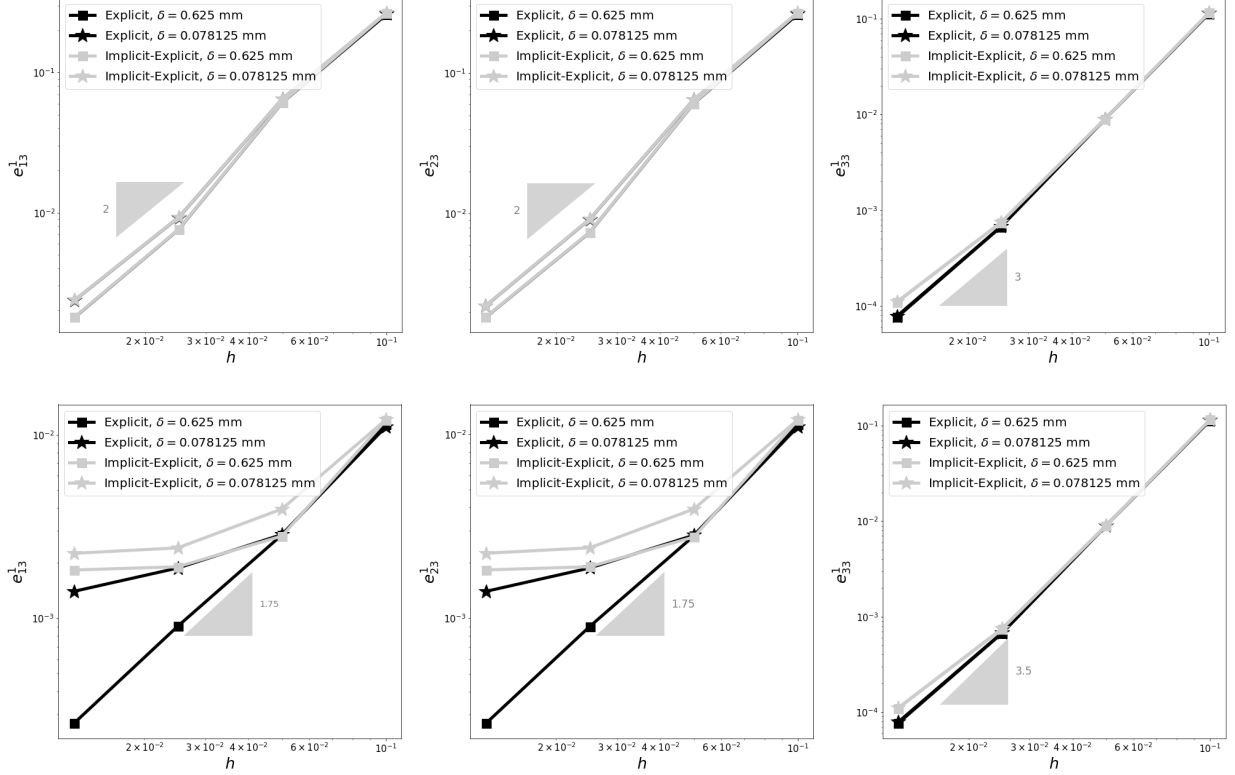 Explicit, δ = 0.625 mm
Explicit, δ = 0.078125 mm
Implicit-Explicit, δ = 0.625 mm
Implicit-Explicit, δ = 0.078125 mm
10⁻¹
10⁻²
e¹₁₃
2
2 × 10⁻² 3 × 10⁻² 4 × 10⁻² 6 × 10⁻² 10⁻¹
h
Explicit, δ = 0.625 mm
Explicit, δ = 0.078125 mm
Implicit-Explicit, δ = 0.625 mm
Implicit-Explicit, δ = 0.078125 mm
10⁻¹
10⁻²
e¹₂₃
2
2 × 10⁻² 3 × 10⁻² 4 × 10⁻² 6 × 10⁻² 10⁻¹
h
Explicit, δ = 0.625 mm
Explicit, δ = 0.078125 mm
Implicit-Explicit, δ = 0.625 mm
Implicit-Explicit, δ = 0.078125 mm
10⁻¹
10⁻²
10⁻³
10⁻⁴
e¹₃₃
3
2 × 10⁻² 3 × 10⁻² 4 × 10⁻² 6 × 10⁻² 10⁻¹
h
Explicit, δ = 0.625 mm
Explicit, δ = 0.078125 mm
Implicit-Explicit, δ = 0.625 mm
Implicit-Explicit, δ = 0.078125 mm
10⁻²
10⁻³
e¹₁₃
1.75
2 × 10⁻² 3 × 10⁻² 4 × 10⁻² 6 × 10⁻² 10⁻¹
h
Explicit, δ = 0.625 mm
Explicit, δ = 0.078125 mm
Implicit-Explicit, δ = 0.625 mm
Implicit-Explicit, δ = 0.078125 mm
10⁻²
10⁻³
e¹₂₃
1.75
2 × 10⁻² 3 × 10⁻² 4 × 10⁻² 6 × 10⁻² 10⁻¹
h
Explicit, δ = 0.625 mm
Explicit, δ = 0.078125 mm
Implicit-Explicit, δ = 0.625 mm
Implicit-Explicit, δ = 0.078125 mm
10⁻¹
10⁻²
10⁻³
10⁻⁴
e¹₃₃
3.5
2 × 10⁻² 3 × 10⁻² 4 × 10⁻² 6 × 10⁻² 10⁻¹
h